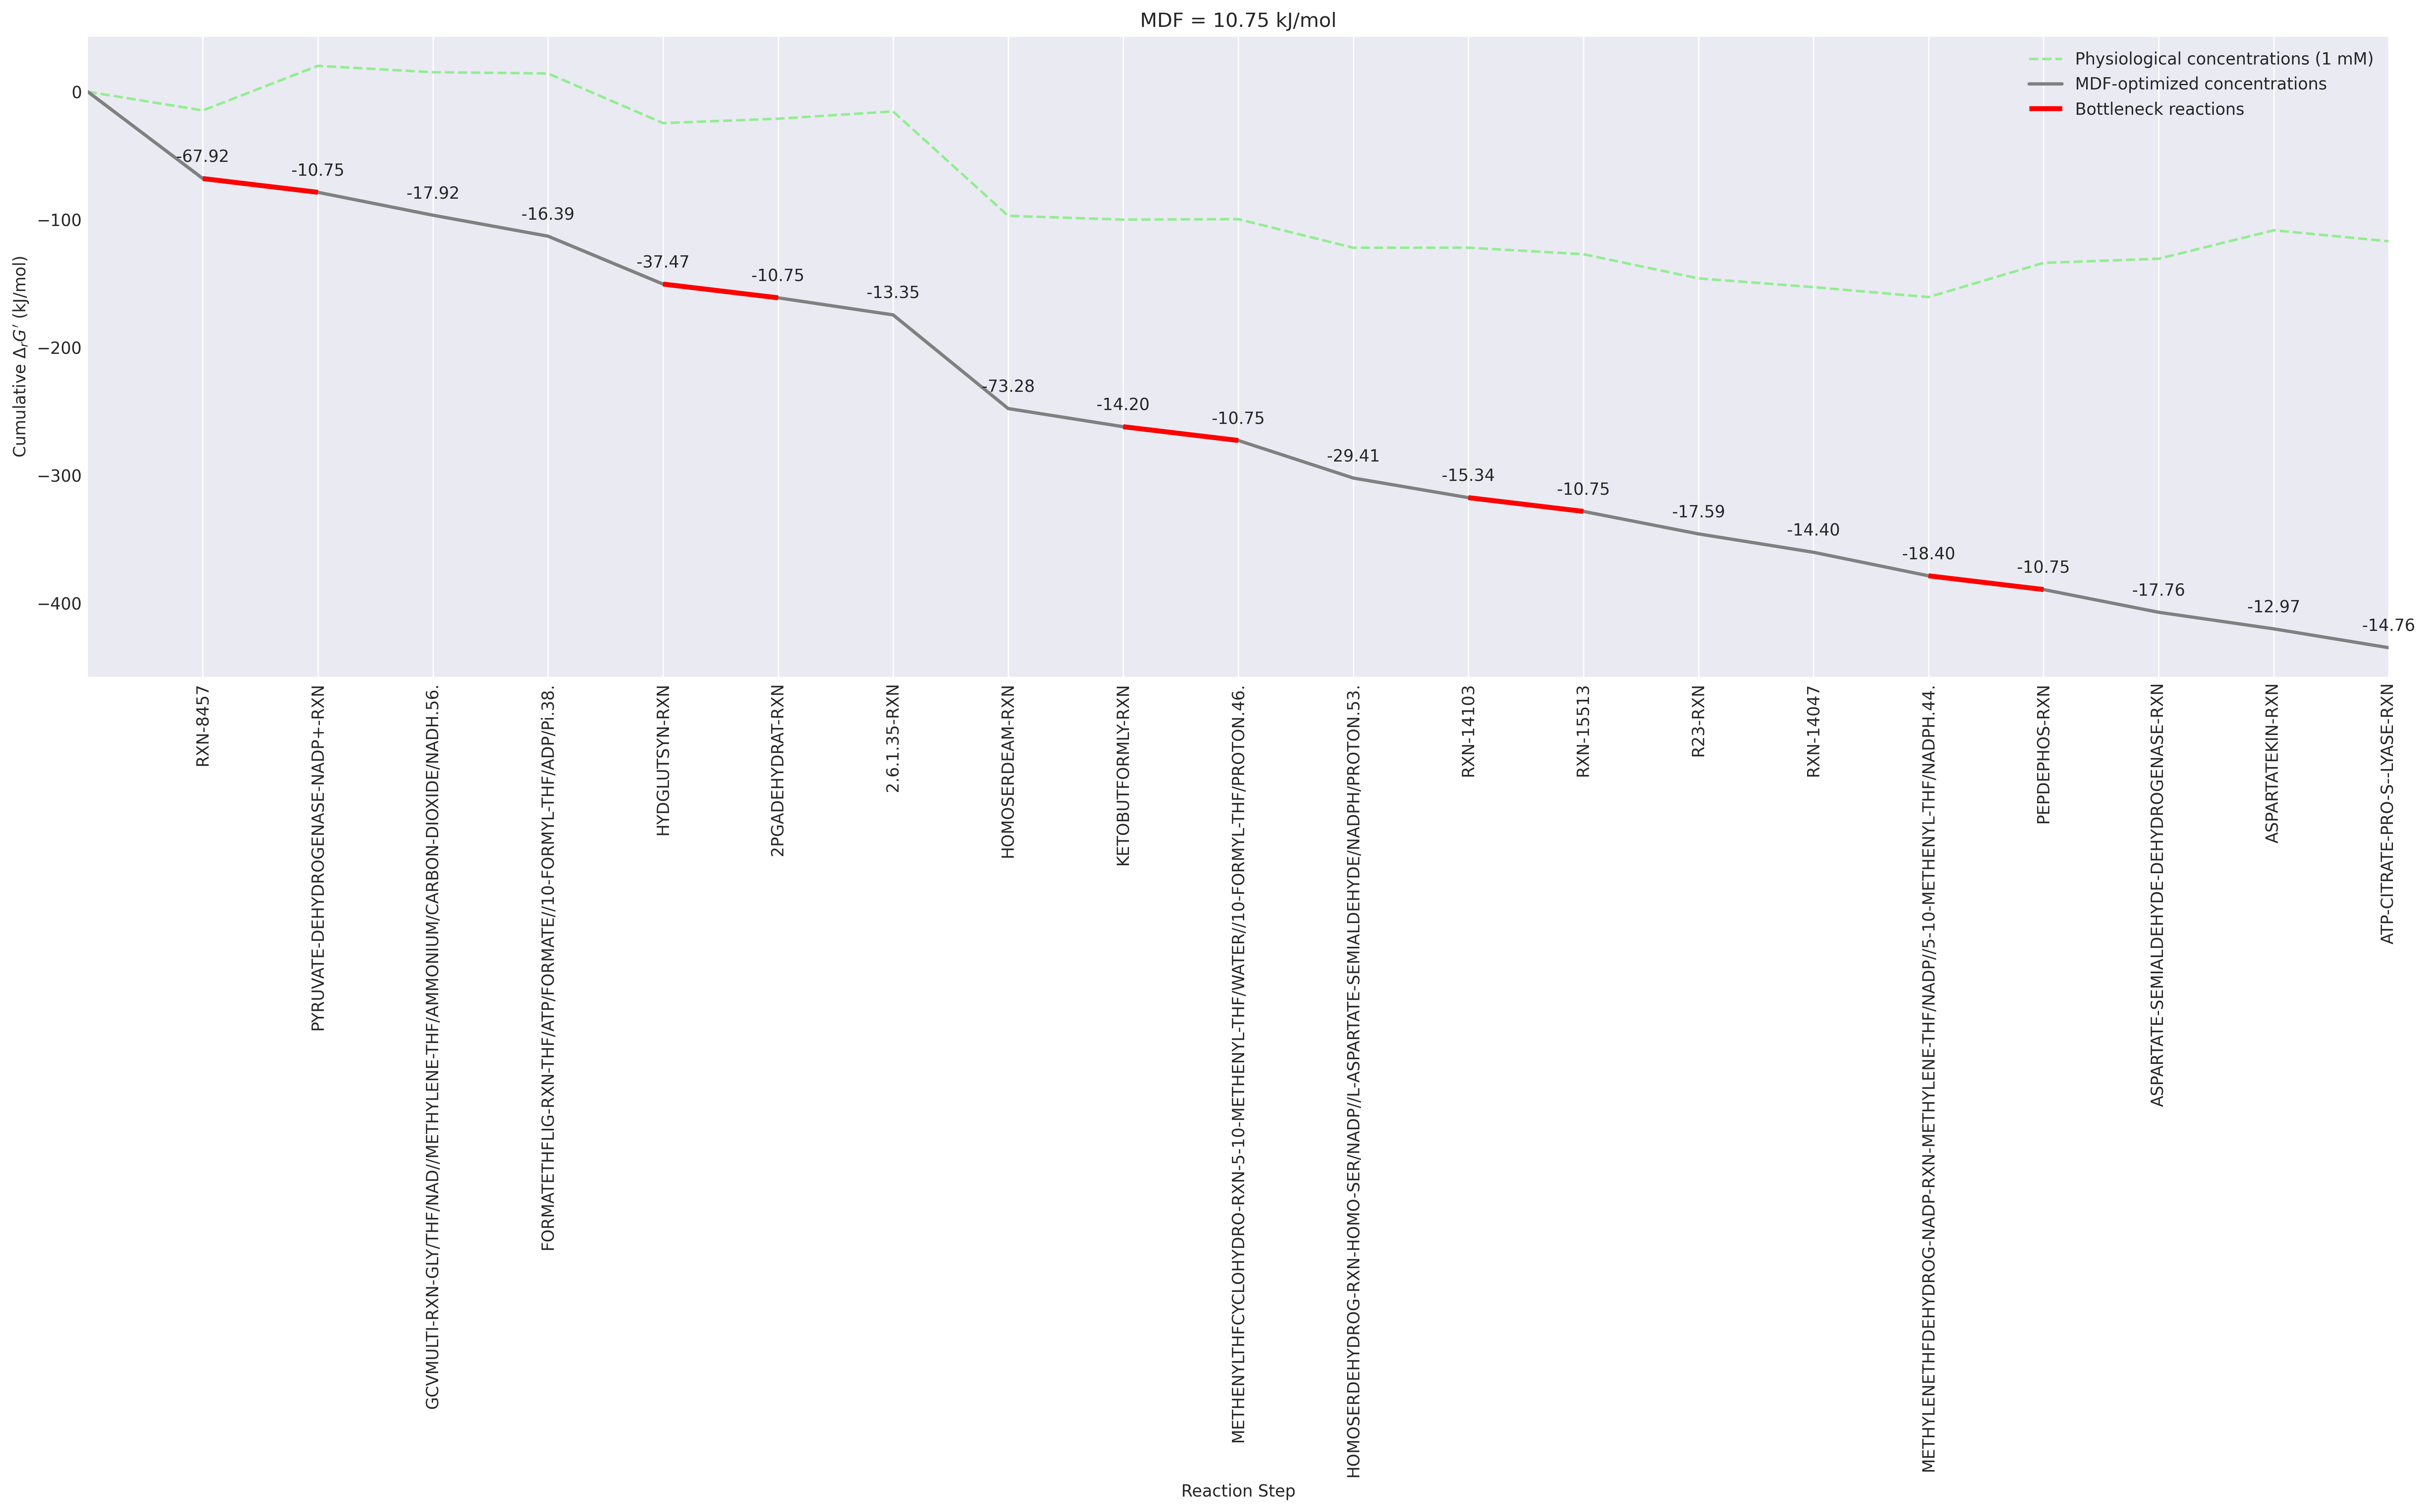 MDF = 10.75 kJ/mol
Physiological concentrations (1 mM)
MDF-optimized concentrations
Bottleneck reactions
Cumulative ΔrG′ (kJ/mol)
0
−100
−200
−300
−400
-67.92
-10.75
-17.92
-16.39
-37.47
-10.75
-13.35
-73.28
-14.20
-10.75
-29.41
-15.34
-10.75
-17.59
-14.40
-18.40
-10.75
-17.76
-12.97
-14.76
RXN-8457
PYRUVATE-DEHYDROGENASE-NADP+-RXN
GCVMULTI-RXN-GLY/THF/NAD//METHYLENE-THF/AMMONIUM/CARBON-DIOXIDE/NADH.56.
FORMATETHFLIG-RXN-THF/ATP/FORMATE//10-FORMYL-THF/ADP/Pi.38.
HYDGLUTSYN-RXN
2PGADEHYDRAT-RXN
2.6.1.35-RXN
HOMOSERDEAM-RXN
KETOBUTFORMLY-RXN
METHENYLTHFCYCLOHYDRO-RXN-5-10-METHENYL-THF/WATER//10-FORMYL-THF/PROTON.46.
HOMOSERDEHYDROG-RXN-HOMO-SER/NADP//L-ASPARTATE-SEMIALDEHYDE/NADPH/PROTON.53.
RXN-14103
RXN-15513
R23-RXN
RXN-14047
METHYLENETHFDEHYDROG-NADP-RXN-METHYLENE-THF/NADP//5-10-METHENYL-THF/NADPH.44.
PEPDEPHOS-RXN
ASPARTATE-SEMIALDEHYDE-DEHYDROGENASE-RXN
ASPARTATEKIN-RXN
ATP-CITRATE-PRO-S--LYASE-RXN
Reaction Step